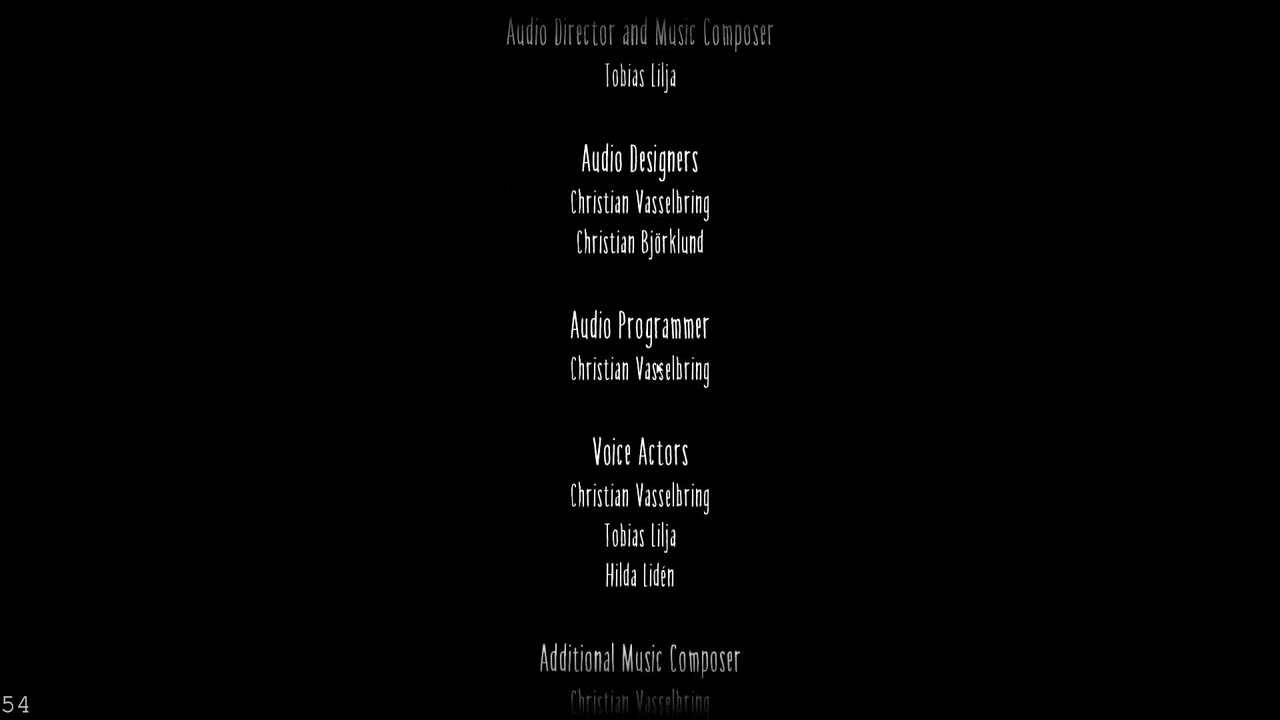 Audio Director and Music Composer
Tobias Lilja
Audio Designers
Christian Vasselbring
Christian Björklund
Audio Programmer
Christian Vasselbring
Voice Actors
Christian Vasselbring
Tobias Lilja
Hilda Lidén
Additional Music Composer
Christian Vasselbring
54